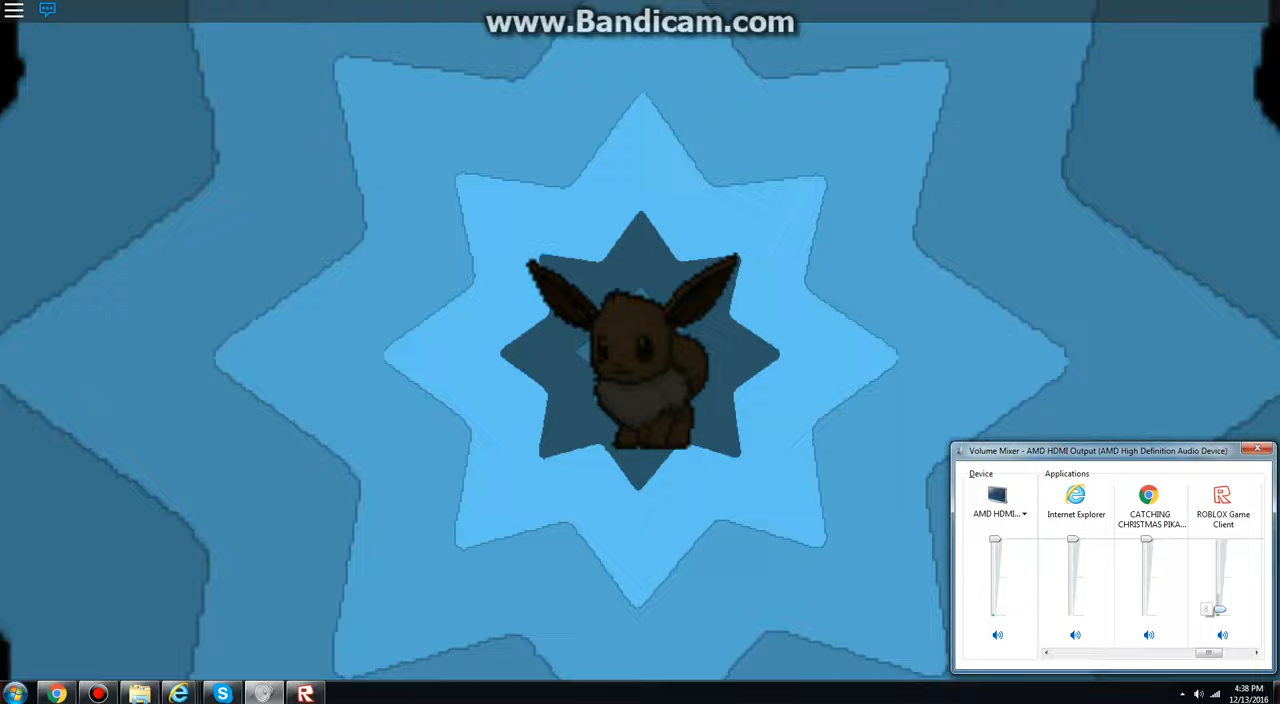 www.Bandicam.com
Volume Mixer - AMD HDMI Output (AMD High Definition Audio Device)
Device
Applications
AMD HDMI...
Internet Explorer
CATCHING
CHRISTMAS PIKA...
ROBLOX Game
Client
8
4:38 PM
12/13/2016